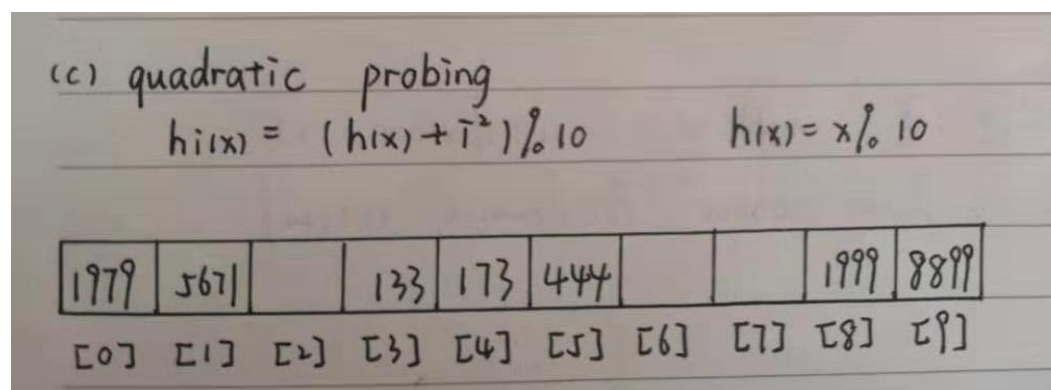 (c) quadratic probing
hi(x) = (h(x) + i²) % 10 h(x) = x % 10
1979 5671 133 173 444 1999 8899
[0] [1] [2] [3] [4] [5] [6] [7] [8] [9]